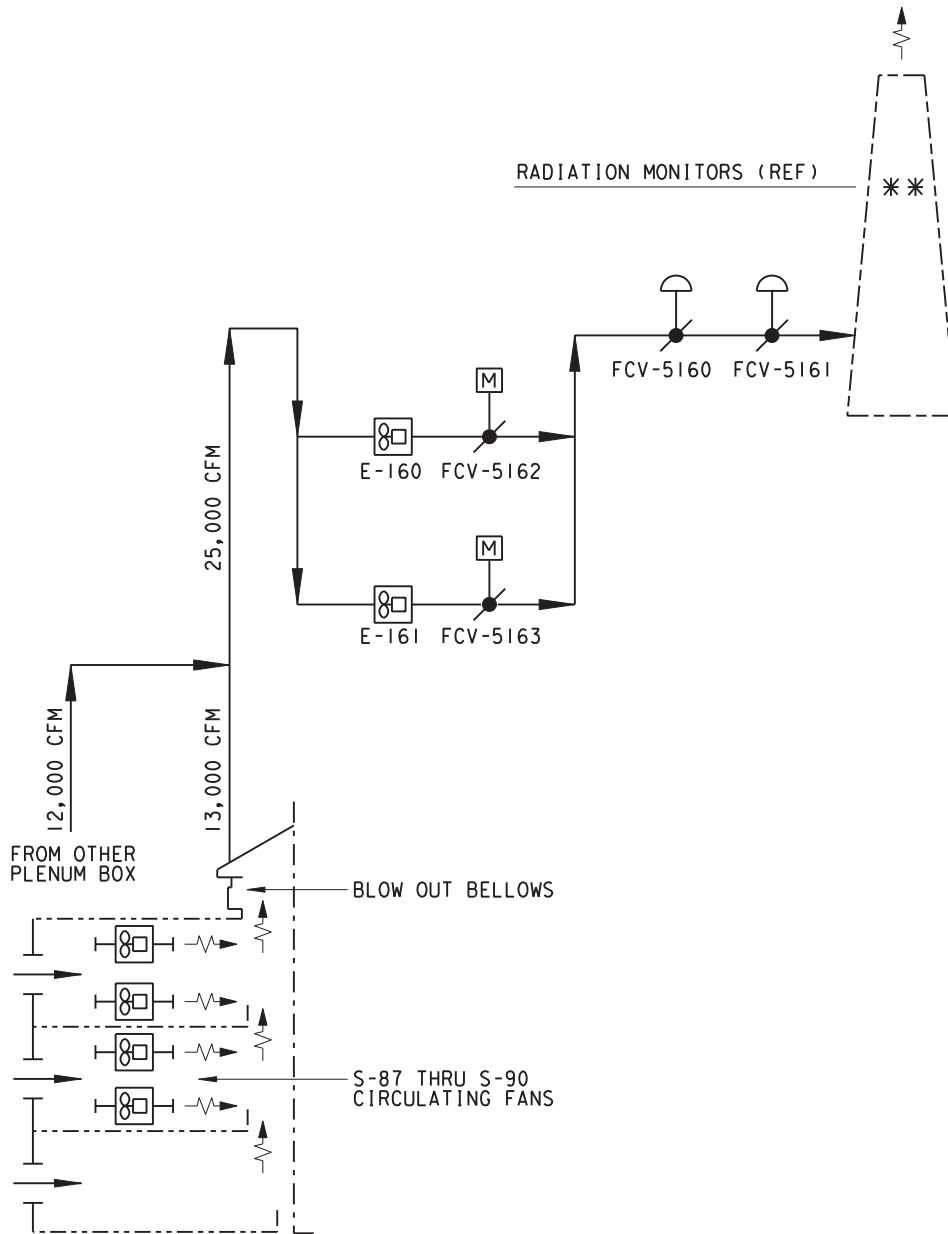 RADIATION MONITORS (REF)
FCV-5160
FCV-5161
M
E-160
FCV-5162
25,000 CFM
M
E-161
FCV-5163
12,000 CFM
13,000 CFM
FROM OTHER
PLENUM BOX
BLOW OUT BELLOWS
S-87 THRU S-90
CIRCULATING FANS